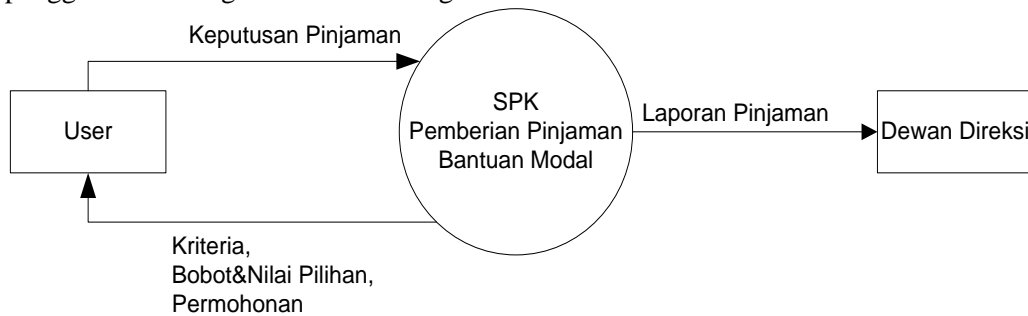 Keputusan Pinjaman
User
SPK
Pemberian Pinjaman
Bantuan Modal
Laporan Pinjaman
Dewan Direksi
Kriteria,
Bobot&Nilai Pilihan,
Permohonan